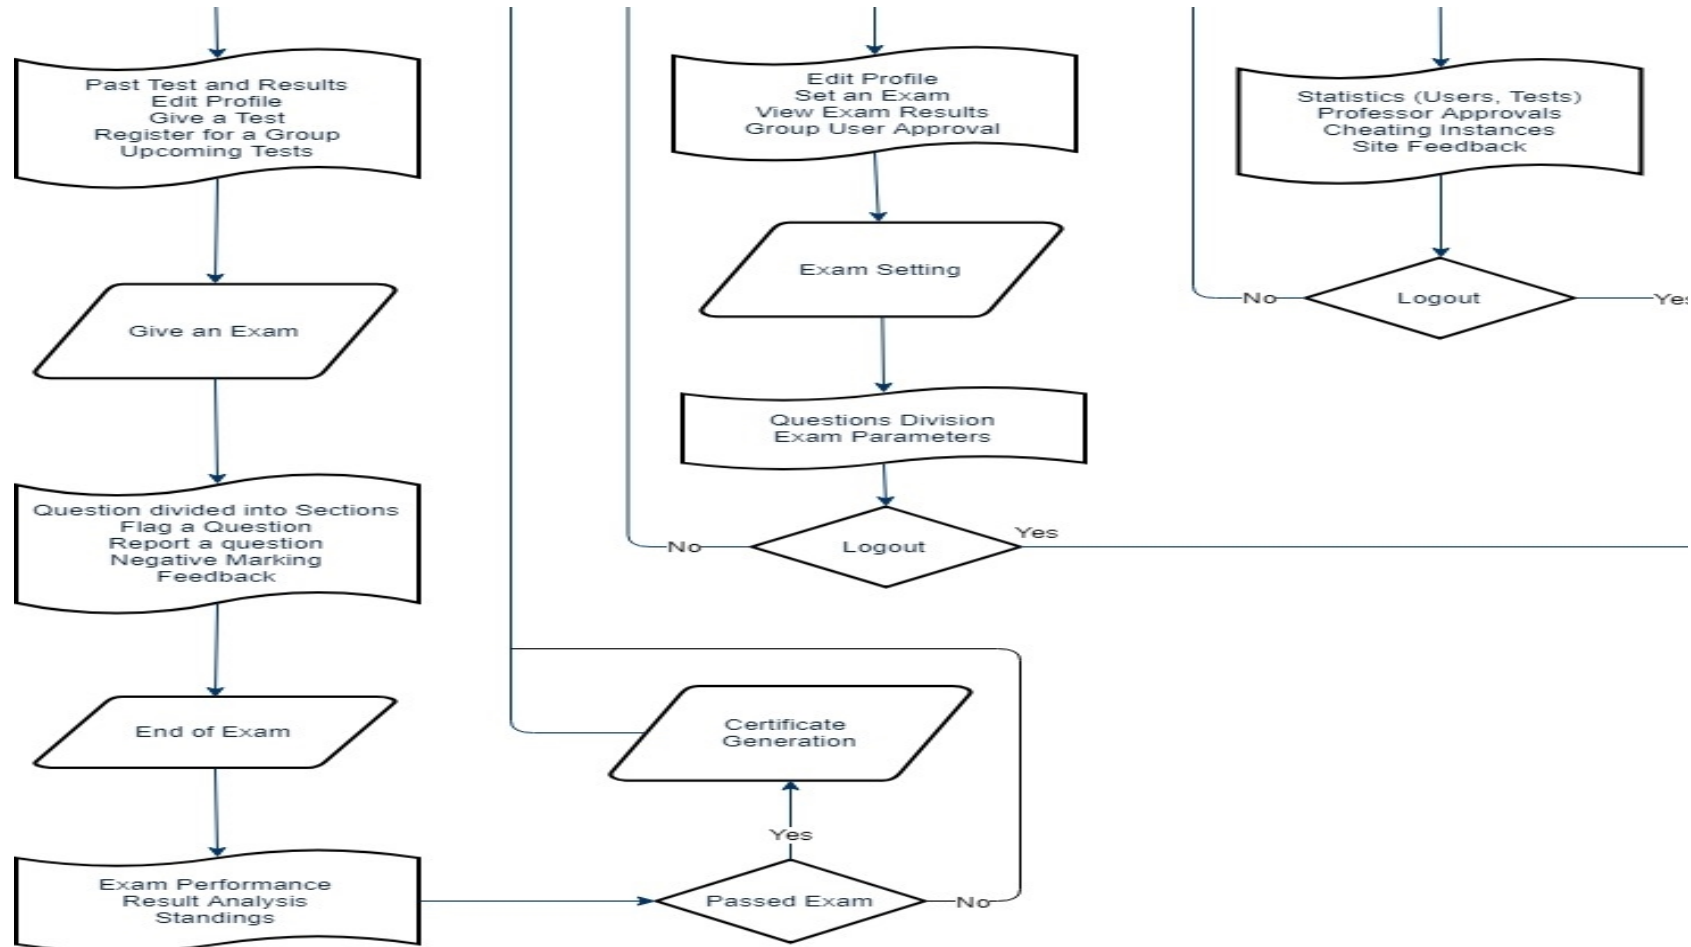 Past Test and Results
Edit Profile
Give a Test
Register for a Group
Upcoming Tests
Give an Exam
Question divided into Sections
Flag a Question
Report a question
Negative Marking
Feedback
End of Exam
Exam Performance
Result Analysis
Standings
Edit Profile
Set an Exam
View Exam Results
Group User Approval
Exam Setting
Questions Division
Exam Parameters
Logout
No
Yes
Certificate
Generation
Yes
Passed Exam
No
Statistics (Users, Tests)
Professor Approvals
Cheating Instances
Site Feedback
Logout
No
Yes